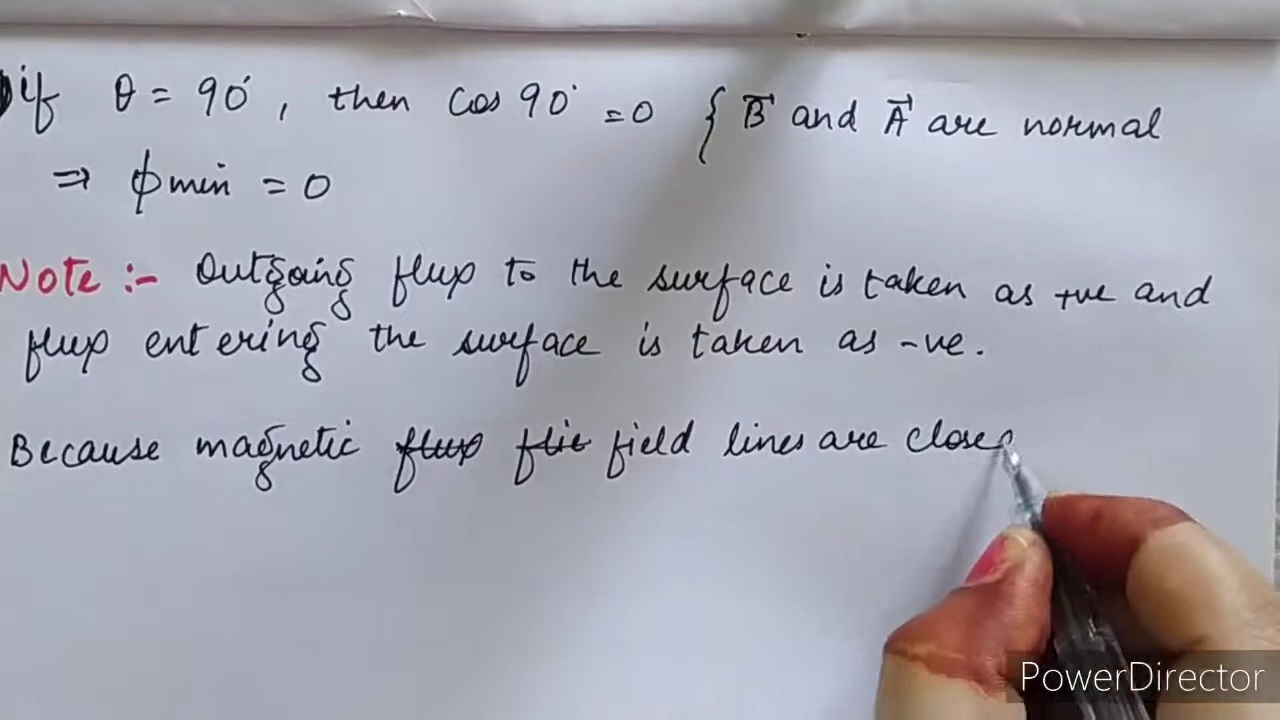 if θ = 90°, then cos 90° = 0 { B⃗ and A⃗ are normal
⇒ ϕ min = 0
Note :- Outgoing flux to the surface is taken as +ve and
flux entering the surface is taken as -ve.
Because magnetic flux flie field lines are close
PowerDirector